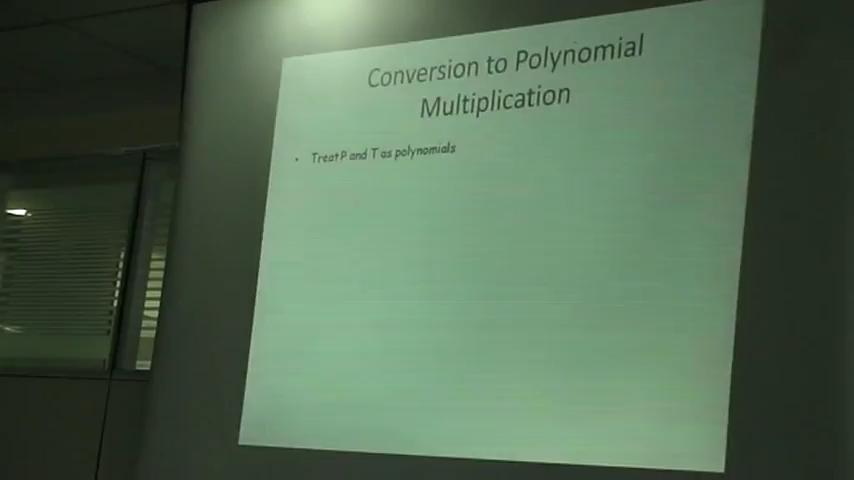 Conversion to Polynomial
Multiplication
• Treat P and T as polynomials